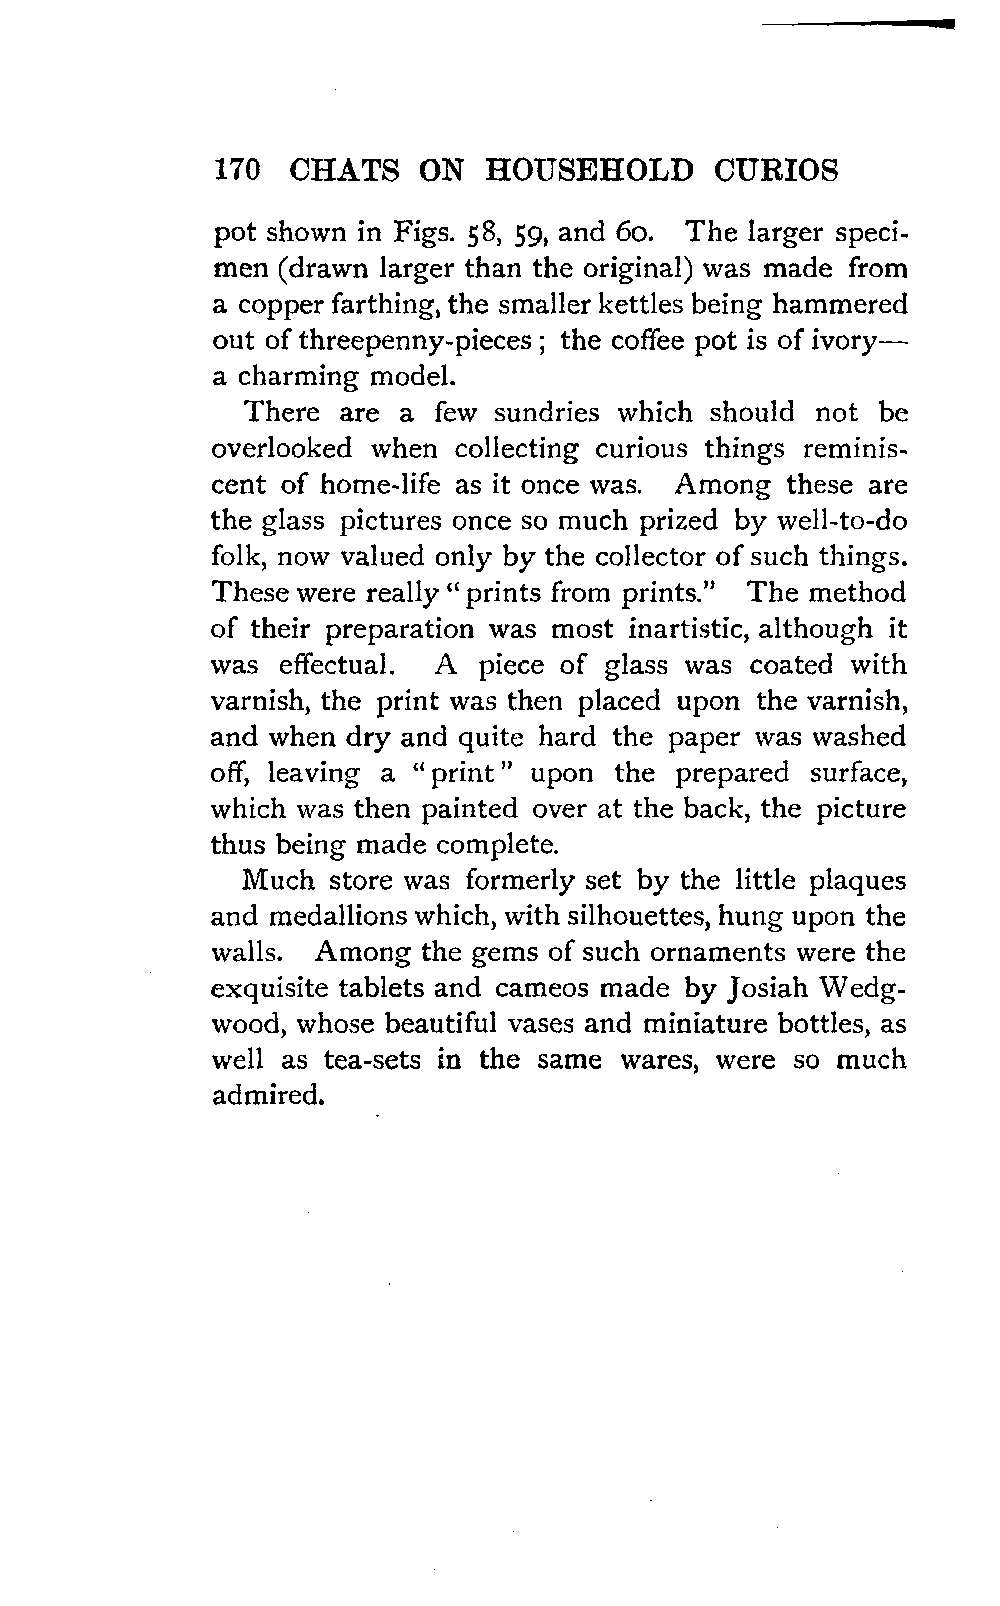 170 CHATS ON HOUSEHOLD CURIOS
pot shown in Figs. 58, 59, and 60. The larger speci-
men (drawn larger than the original) was made from
a copper farthing, the smaller kettles being hammered
out of threepenny-pieces ; the coffee pot is of ivory—
a charming model.
There are a few sundries which should not be
overlooked when collecting curious things reminis-
cent of home-life as it once was. Among these are
the glass pictures once so much prized by well-to-do
folk, now valued only by the collector of such things.
These were really "prints from prints." The method
of their preparation was most inartistic, although it
was effectual. A piece of glass was coated with
varnish, the print was then placed upon the varnish,
and when dry and quite hard the paper was washed
off, leaving a "print" upon the prepared surface,
which was then painted over at the back, the picture
thus being made complete.
Much store was formerly set by the little plaques
and medallions which, with silhouettes, hung upon the
walls. Among the gems of such ornaments were the
exquisite tablets and cameos made by Josiah Wedg-
wood, whose beautiful vases and miniature bottles, as
well as tea-sets in the same wares, were so much
admired.